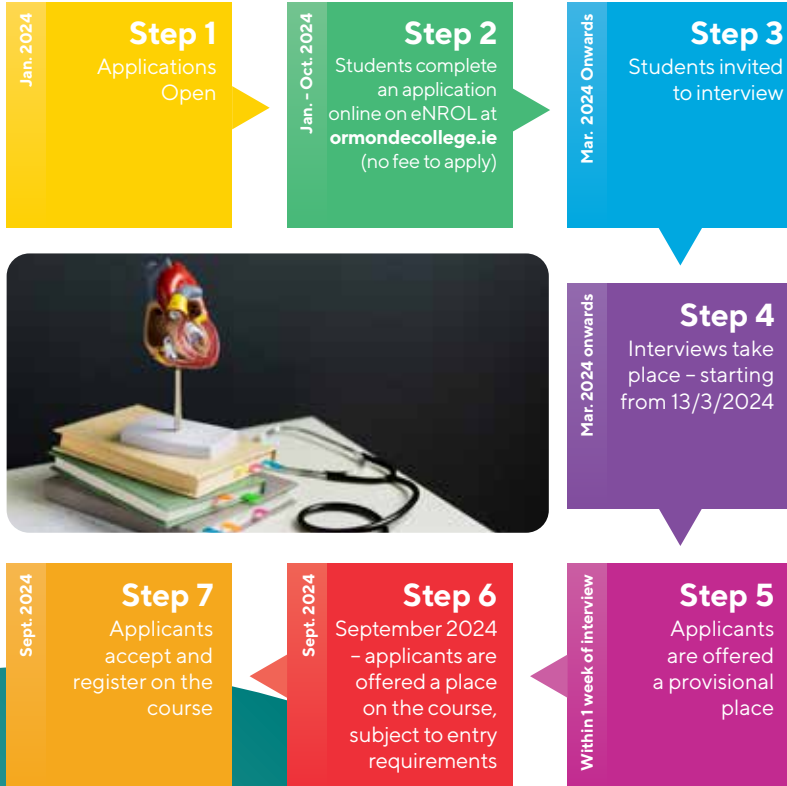 Jan. 2024
Step 1
Applications
Open
Jan. - Oct. 2024
Step 2
Students complete
an application
online on eNROL at
ormondecollege.ie
(no fee to apply)
Mar. 2024 Onwards
Step 3
Students invited
to interview
Mar. 2024 onwards
Step 4
Interviews take
place – starting
from 13/3/2024
Within 1 week of interview
Step 5
Applicants
are offered
a provisional
place
Sept. 2024
Step 6
September 2024
– applicants are
offered a place
on the course,
subject to entry
requirements
Sept. 2024
Step 7
Applicants
accept and
register on the
course